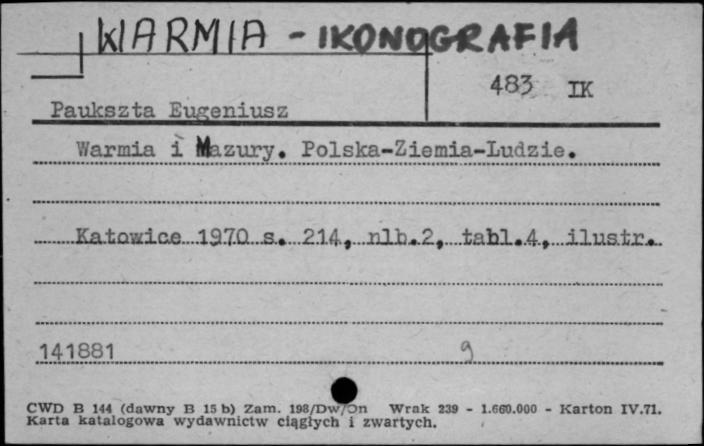 WARMIA - IKONOGRAFIA
483 IK
Paukszta Eugeniusz
Warmia i Mazury. Polska-Ziemia-Ludzie.
Katowice 1970 s. 214, nlb.2, tabl.4, ilustr.
141881 g
CWD B 144 (dawny B 15 b) Zam. 198/Dw/On Wrak 239 - 1.660.000 - Karton IV.71.
Karta katalogowa wydawnictw ciągłych i zwartych.